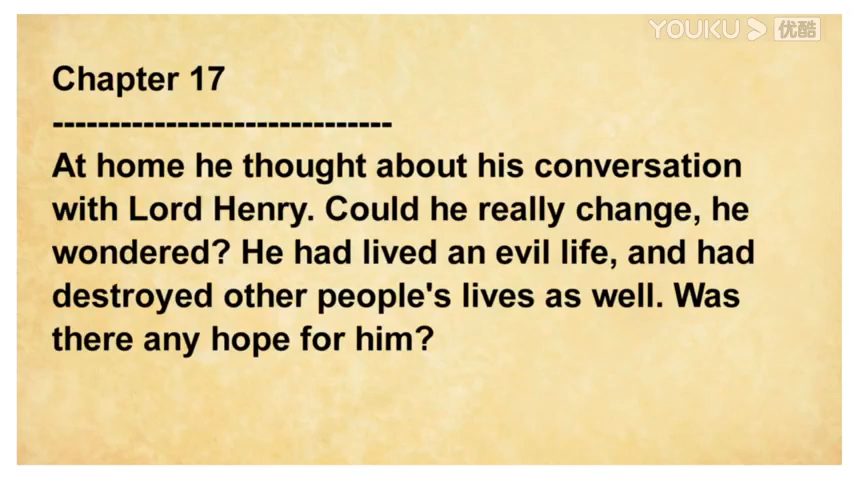 YOUKU 优酷
Chapter 17
------------------------------
At home he thought about his conversation
with Lord Henry. Could he really change, he
wondered? He had lived an evil life, and had
destroyed other people's lives as well. Was
there any hope for him?